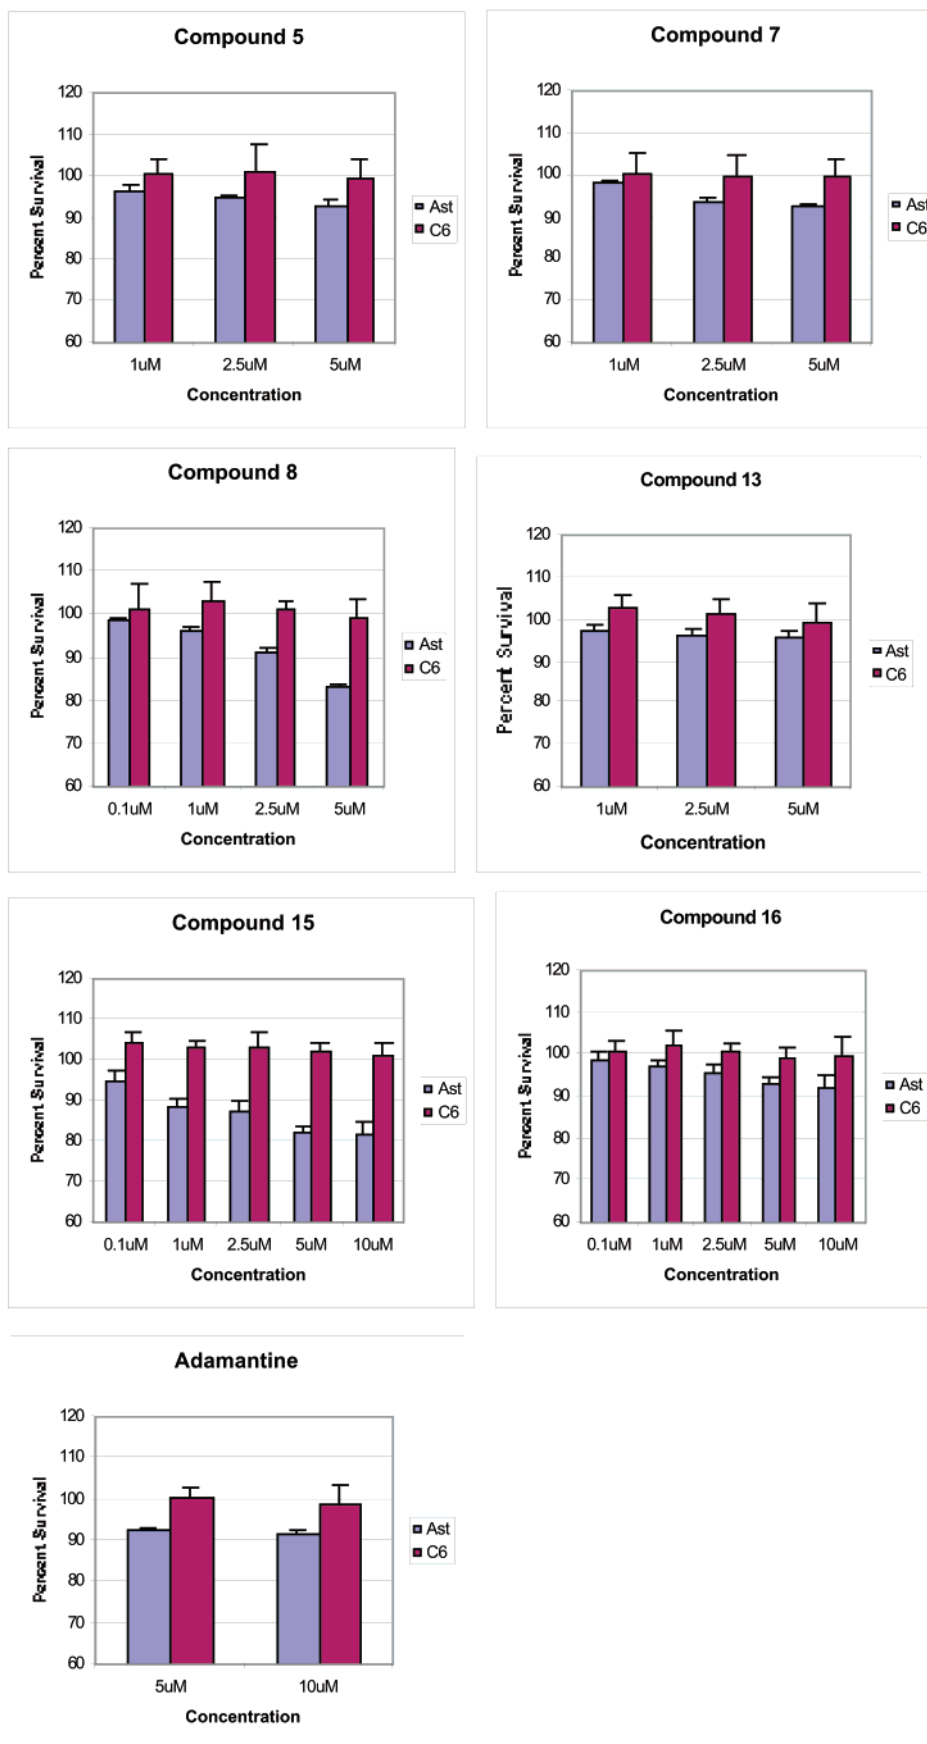 Compound 5
120
110
100
90
80
70
60
Percent Survival
1uM 2.5uM 5uM
Concentration
Ast
C6
Compound 7
120
110
100
90
80
70
60
Percent Survival
1uM 2.5uM 5uM
Concentration
Ast
C6
Compound 8
120
110
100
90
80
70
60
Percent Survival
0.1uM 1uM 2.5uM 5uM
Concentration
Ast
C6
Compound 13
120
110
100
90
80
70
60
Percent Survival
1uM 2.5uM 5uM
Concentration
Ast
C6
Compound 15
120
110
100
90
80
70
60
Percent Survival
0.1uM 1uM 2.5uM 5uM 10uM
Concentration
Ast
C6
Compound 16
120
110
100
90
80
70
60
Percent Survival
0.1uM 1uM 2.5uM 5uM 10uM
Concentration
Ast
C6
Adamantine
120
110
100
90
80
70
60
Percent Survival
5uM 10uM
Concentration
Ast
C6